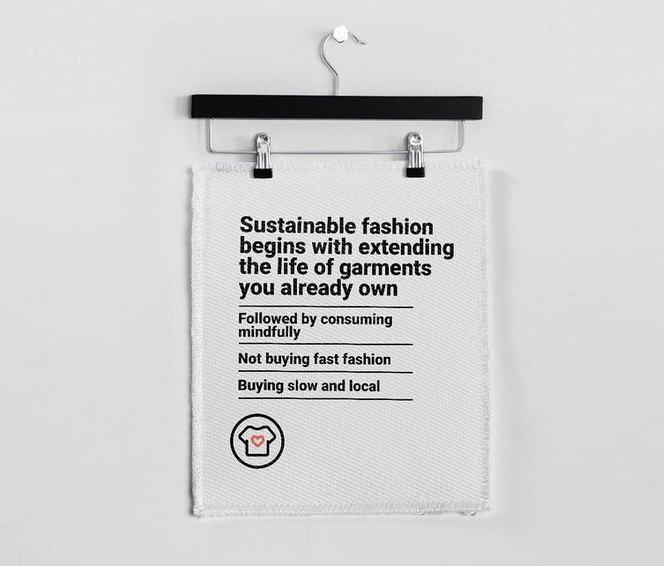 Sustainable fashion
begins with extending
the life of garments
you already own
Followed by consuming
mindfully
Not buying fast fashion
Buying slow and local